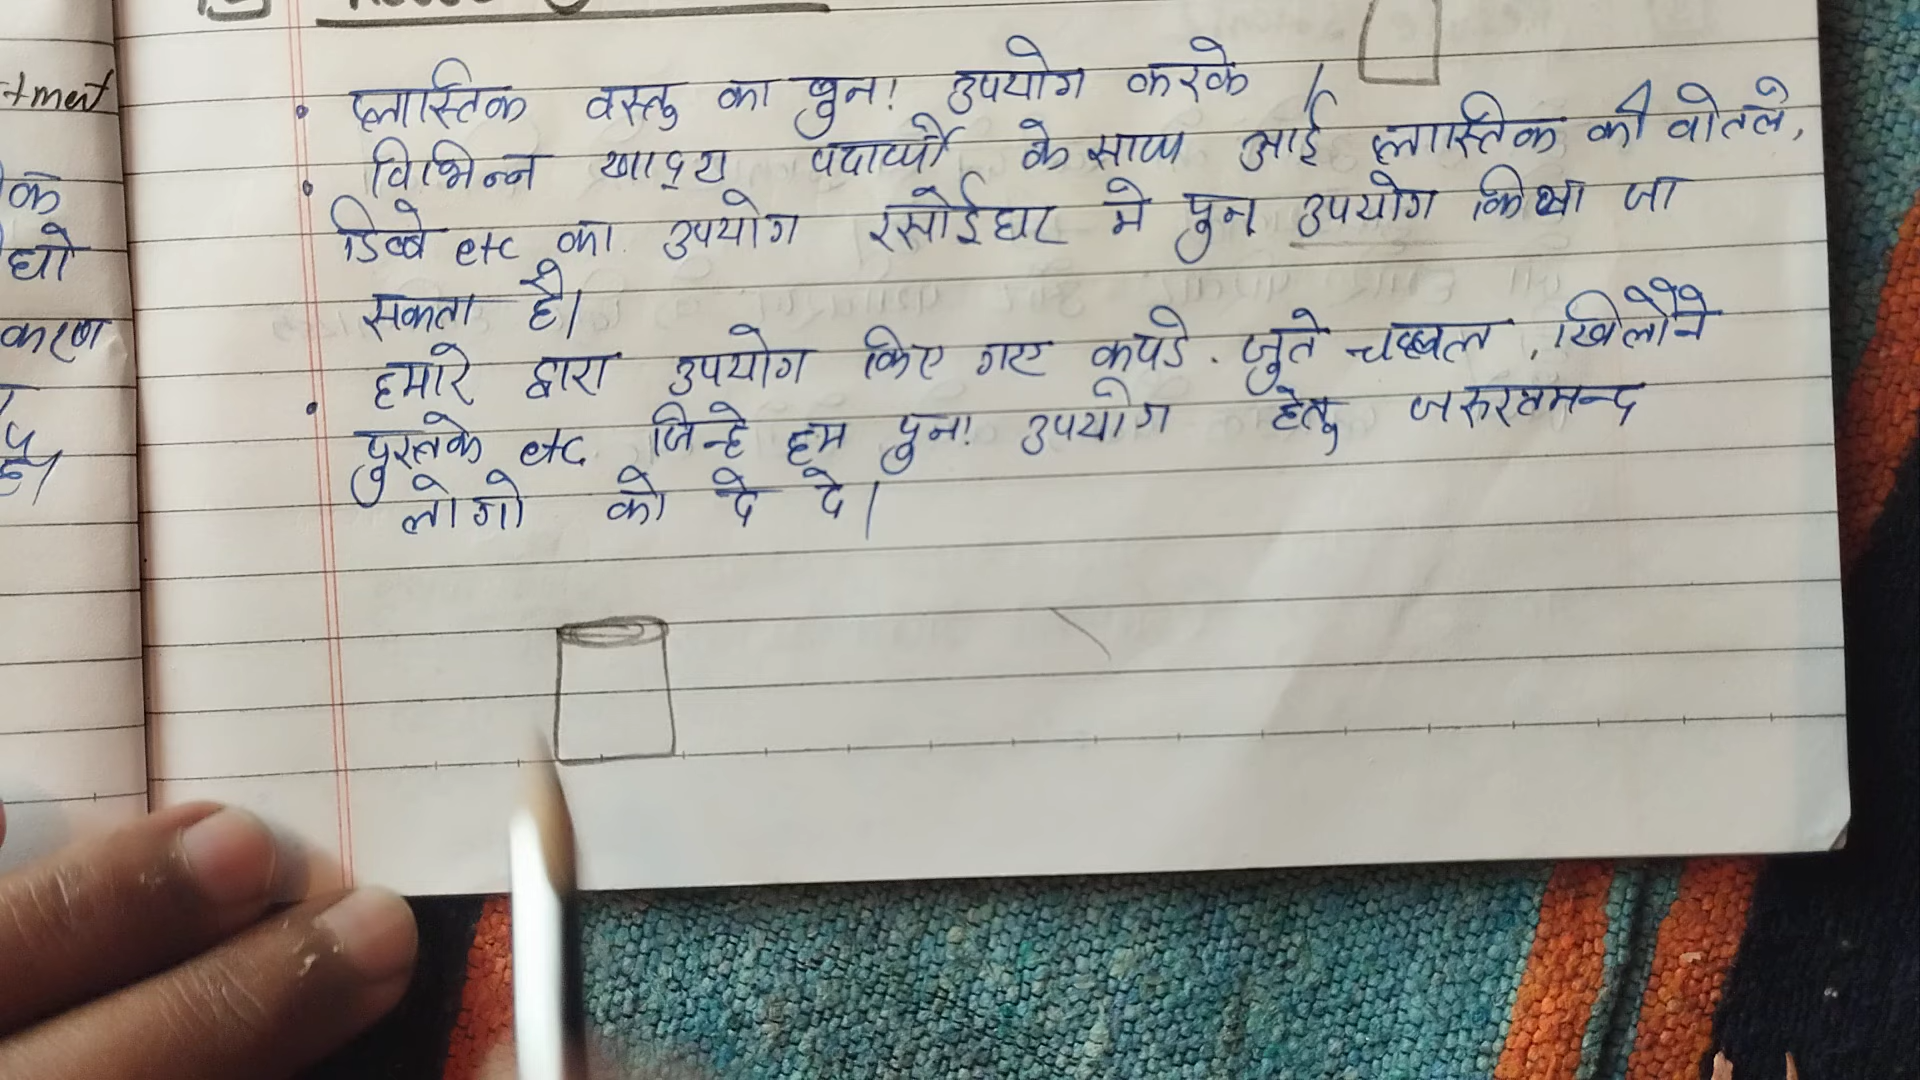 प्लास्तिक वस्तु का पुन! उपयोग करके ।
विभिन्न खाद्य पदार्थो के साथ आई प्लास्तिक की बोतले,
डिब्बे etc का उपयोग रसोईघर मे पुन उपयोग किया जा
सकता है।
हमारे द्वारा उपयोग किए गए कपडे. जुते चप्पल, खिलौने
पुस्तके etc जिन्हे हम पुन! उपयोग हेतु जरुरतमन्द
लोगो को दे दे।
के
धो
करण